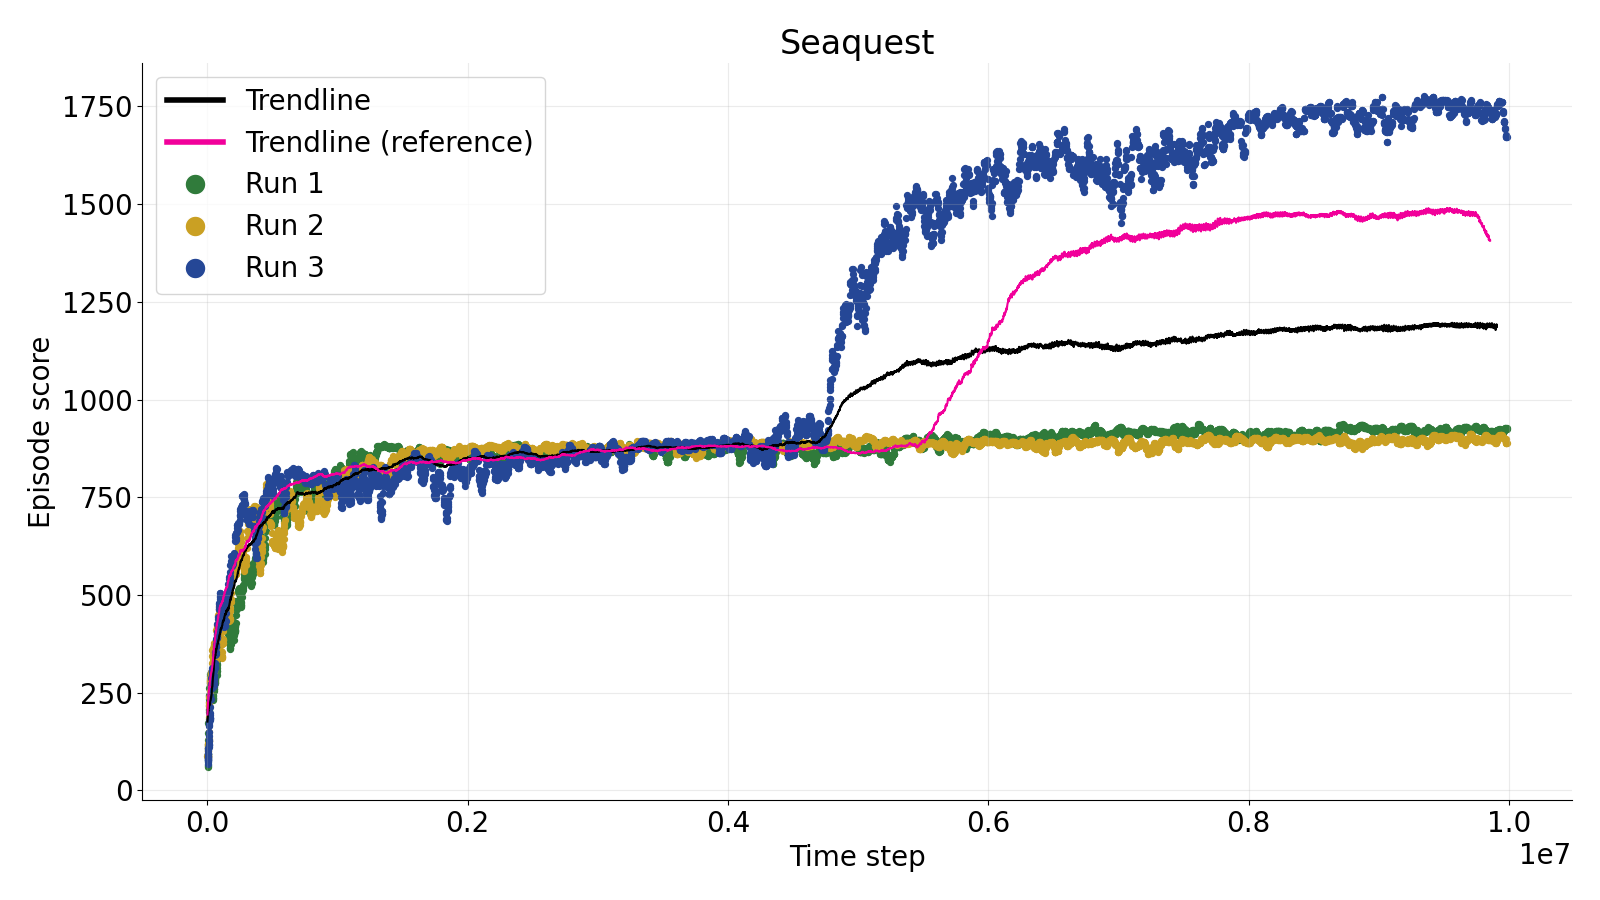 Seaquest
Trendline
Trendline (reference)
Run 1
Run 2
Run 3
1750
1500
1250
1000
750
500
250
0
Episode score
0.0 0.2 0.4 0.6 0.8 1.0
1e7
Time step